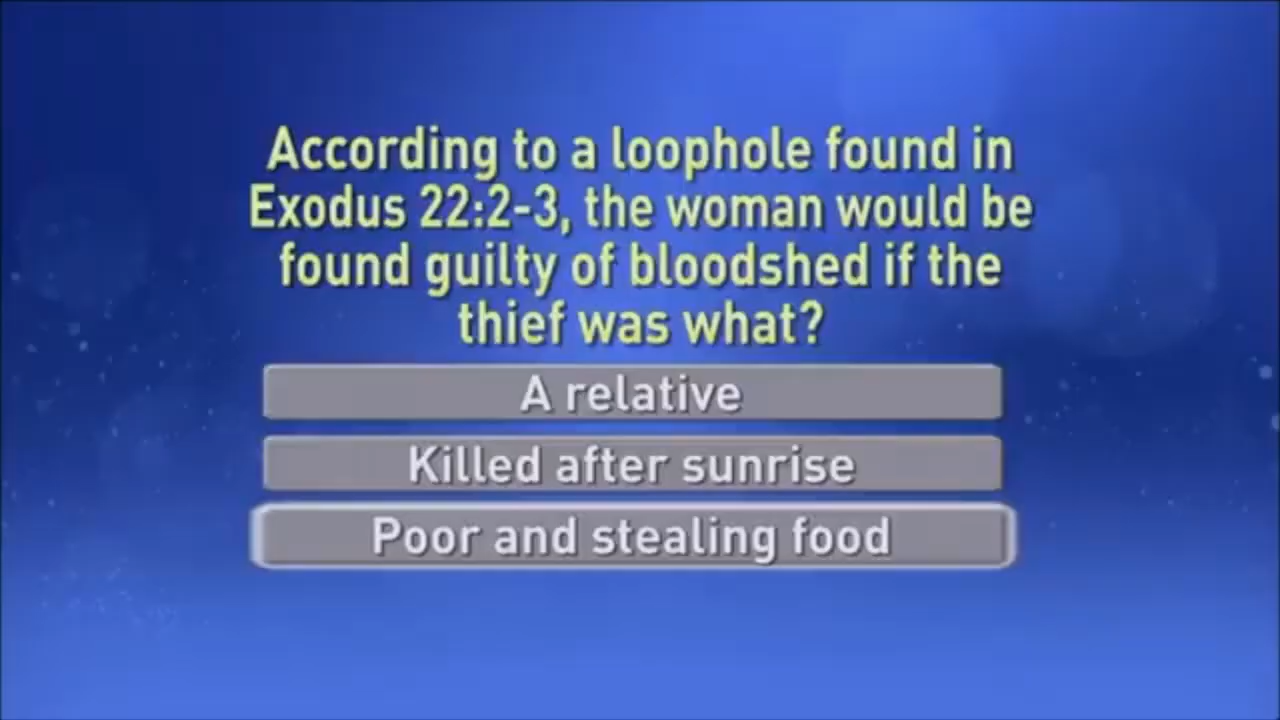 According to a loophole found in
Exodus 22:2-3, the woman would be
found guilty of bloodshed if the
thief was what?
A relative
Killed after sunrise
Poor and stealing food